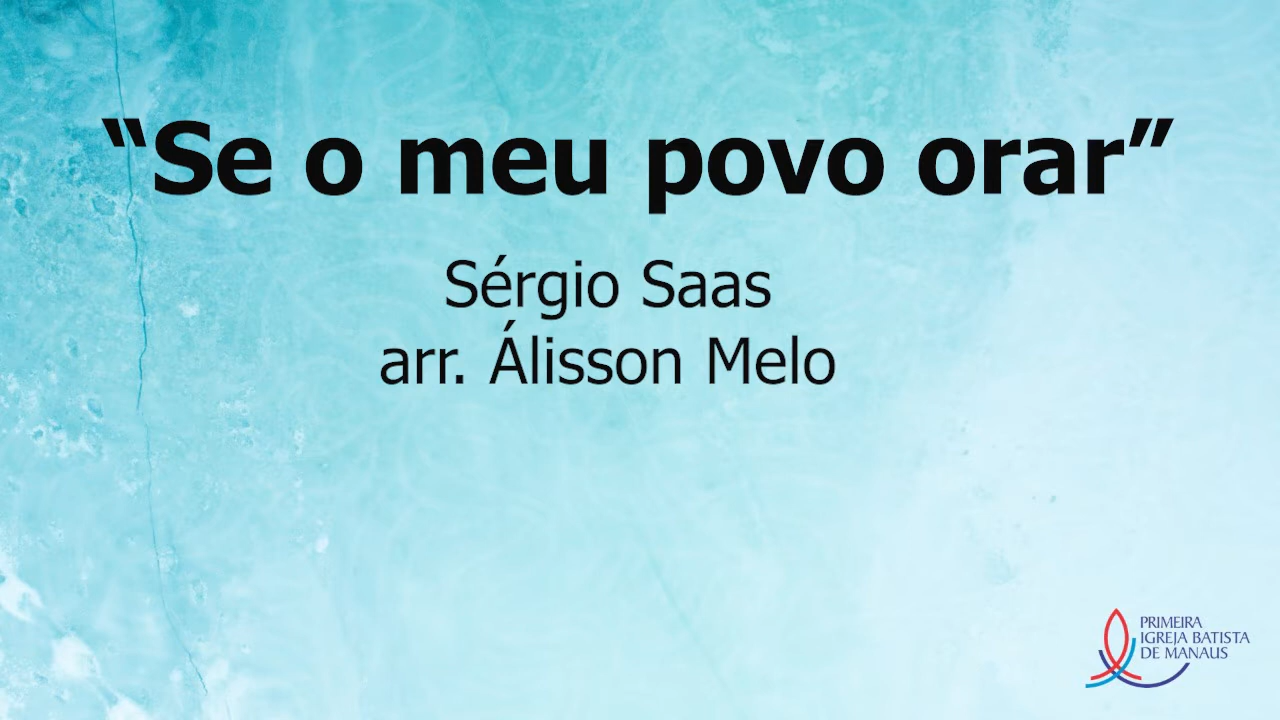 “Se o meu povo orar”
Sérgio Saas
arr. Álisson Melo
PRIMEIRA
IGREJA BATISTA
DE MANAUS